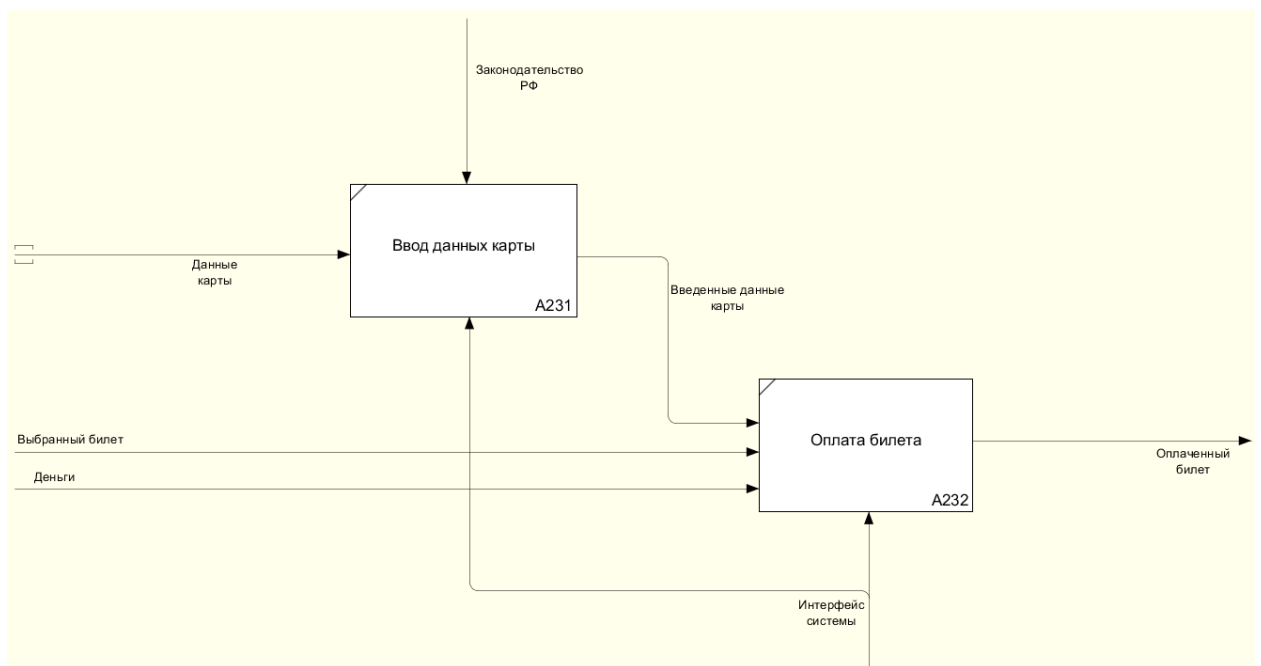 Законодательство
РФ
Ввод данных карты
A231
Данные
карты
Введенные данные
карты
Выбранный билет
Деньги
Оплата билета
A232
Оплаченный
билет
Интерфейс
системы